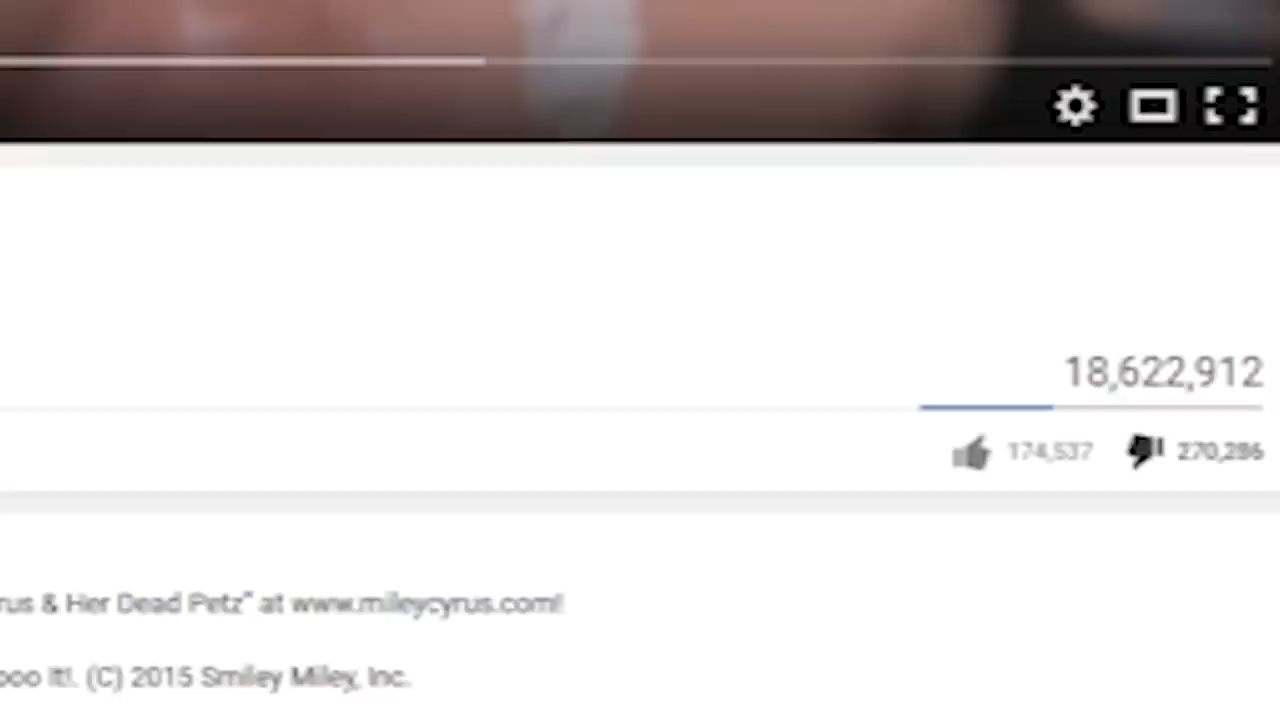 18,622,912
174,537 270,286
rus & Her Dead Petz" at www.mileycyrus.com!
ooo It!. (C) 2015 Smiley Miley, Inc.